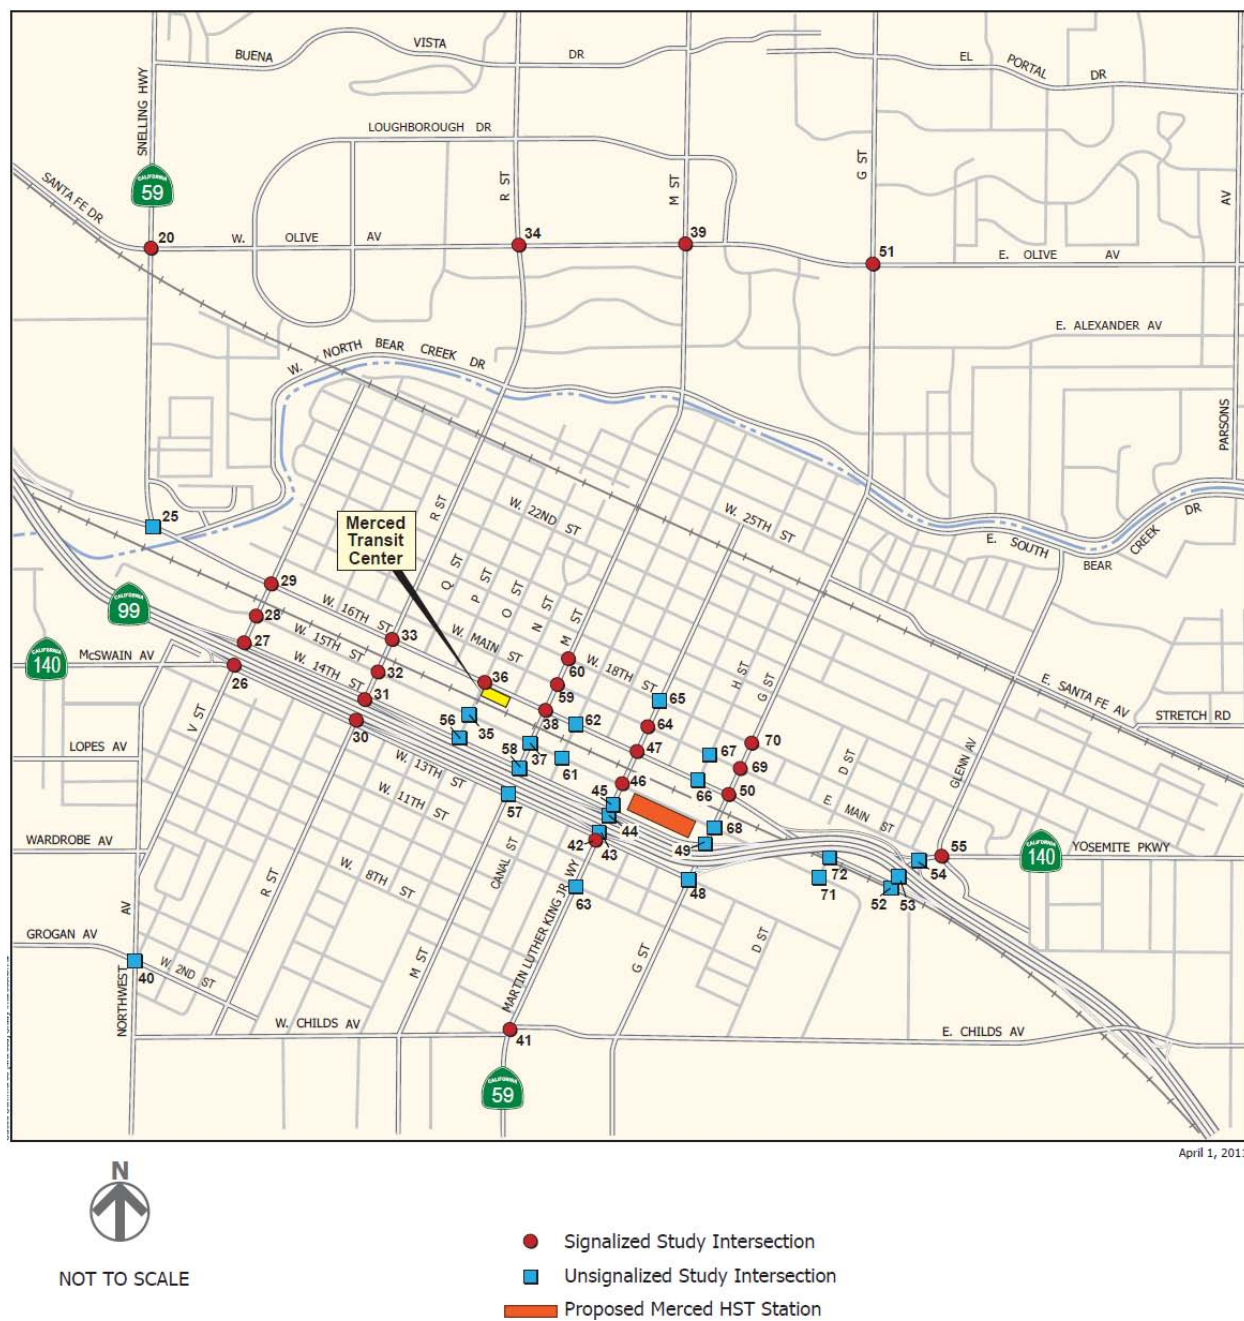 BUENA
VISTA
DR
EL
PORTAL
DR
SNELLING HWY
LOUGHBOROUGH DR
CALIFORNIA
59
R ST
M ST
G ST
AV
SANTA FE DR
20
W.
OLIVE
AV
34
39
51
E. OLIVE
AV
E. ALEXANDER AV
W.
NORTH
BEAR
CREEK
DR
PARSONS
25
Merced
Transit
Center
R ST
W. 22ND ST
W. 25TH ST
E.
SOUTH
BEAR
CREEK
DR
29
Q ST
P ST
O ST
N ST
M ST
CALIFORNIA
99
28
W. 16TH ST
33
W. MAIN ST
27
W. 15TH ST
CALIFORNIA
140
McSWAIN AV
26
W. 14TH ST
32
36
60
W. 18TH ST
H ST
G ST
E. SANTA FE AV
31
59
65
V ST
30
56
35
38
62
64
STRETCH RD
LOPES AV
58
37
61
47
67
70
D ST
GLENN AV
W. 13TH ST
46
69
W. 11TH ST
57
45
66
50
E. MAIN ST
44
68
WARDROBE AV
CANAL ST
42
43
49
55
YOSEMITE PKWY
CALIFORNIA
140
R ST
W. 8TH ST
63
48
72
54
71
52
53
AV
GROGAN AV
40
W. 2ND ST
M ST
MARTIN LUTHER KING JR. WY
G ST
D ST
NORTHWEST
W. CHILDS AV
41
E. CHILDS AV
CALIFORNIA
59
April 1, 2011
N
NOT TO SCALE
Signalized Study Intersection
Unsignalized Study Intersection
Proposed Merced HST Station